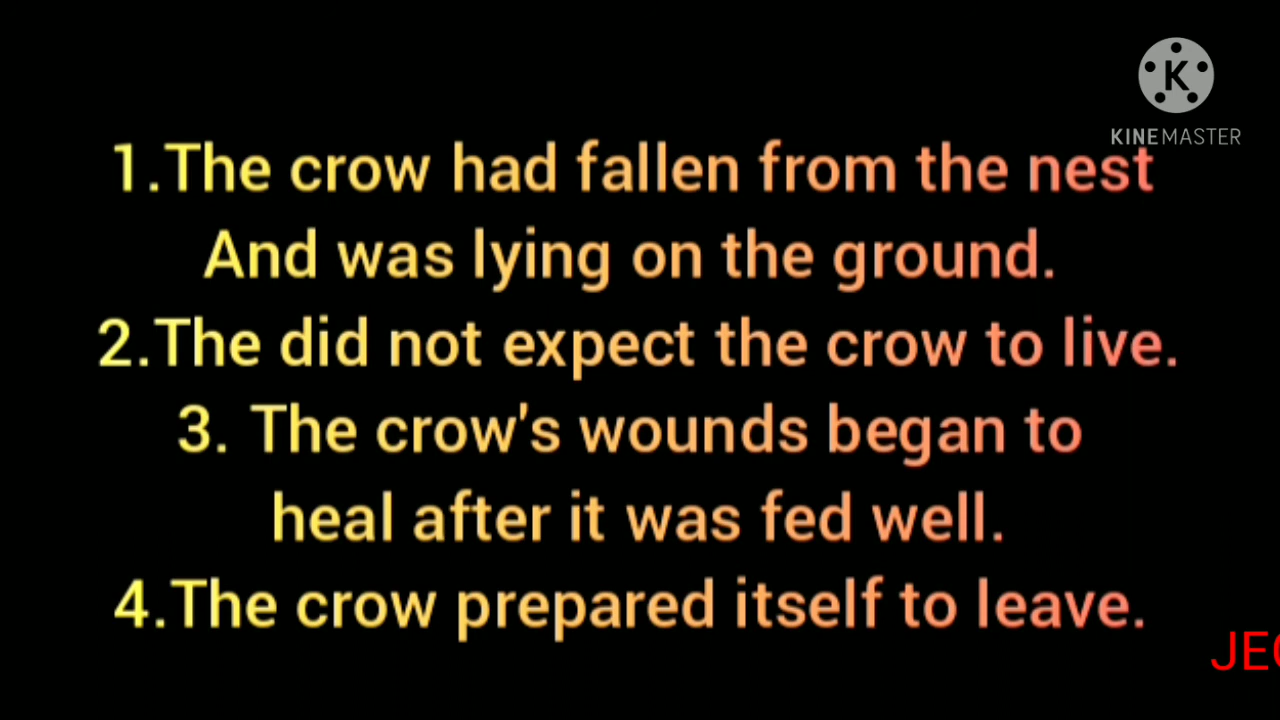 K
KINEMASTER
1.The crow had fallen from the nest
And was lying on the ground.
2.The did not expect the crow to live.
3. The crow's wounds began to
heal after it was fed well.
4.The crow prepared itself to leave.